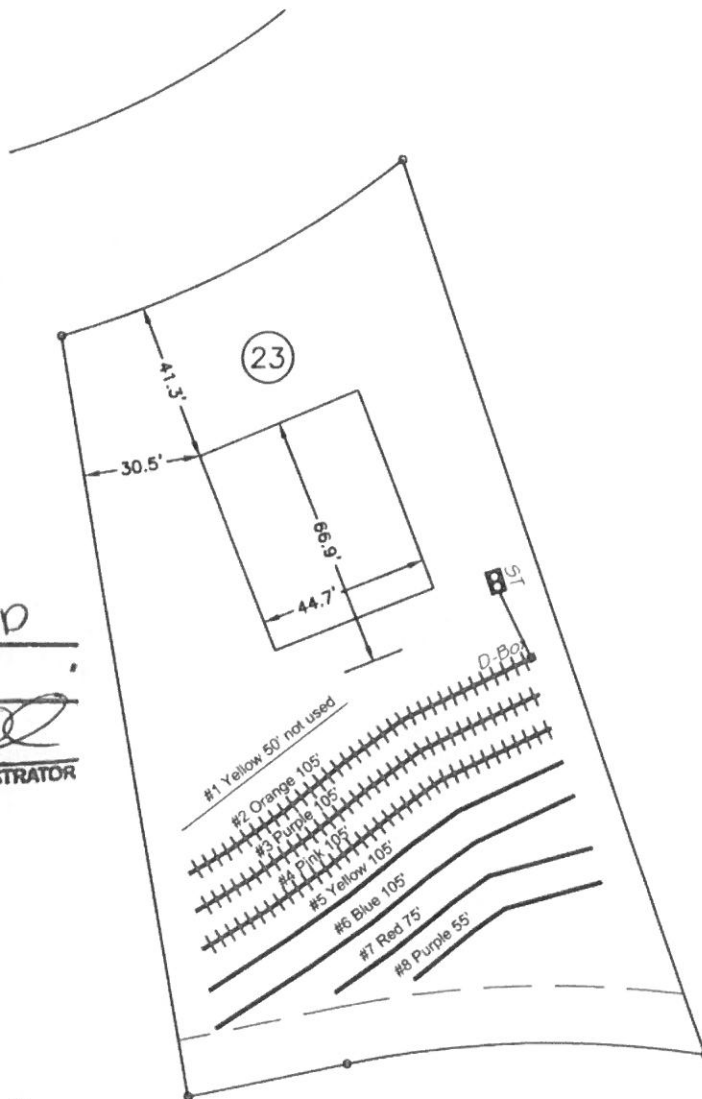 23
41.3'
30.5'
66.9'
44.7'
ST
D-Box
D
STRATOR
#1 Yellow 50' not used
#2 Orange 105'
#3 Purple 105'
#4 Pink 105'
#5 Yellow 105'
#6 Blue 105'
#7 Red 75'
#8 Purple 55'